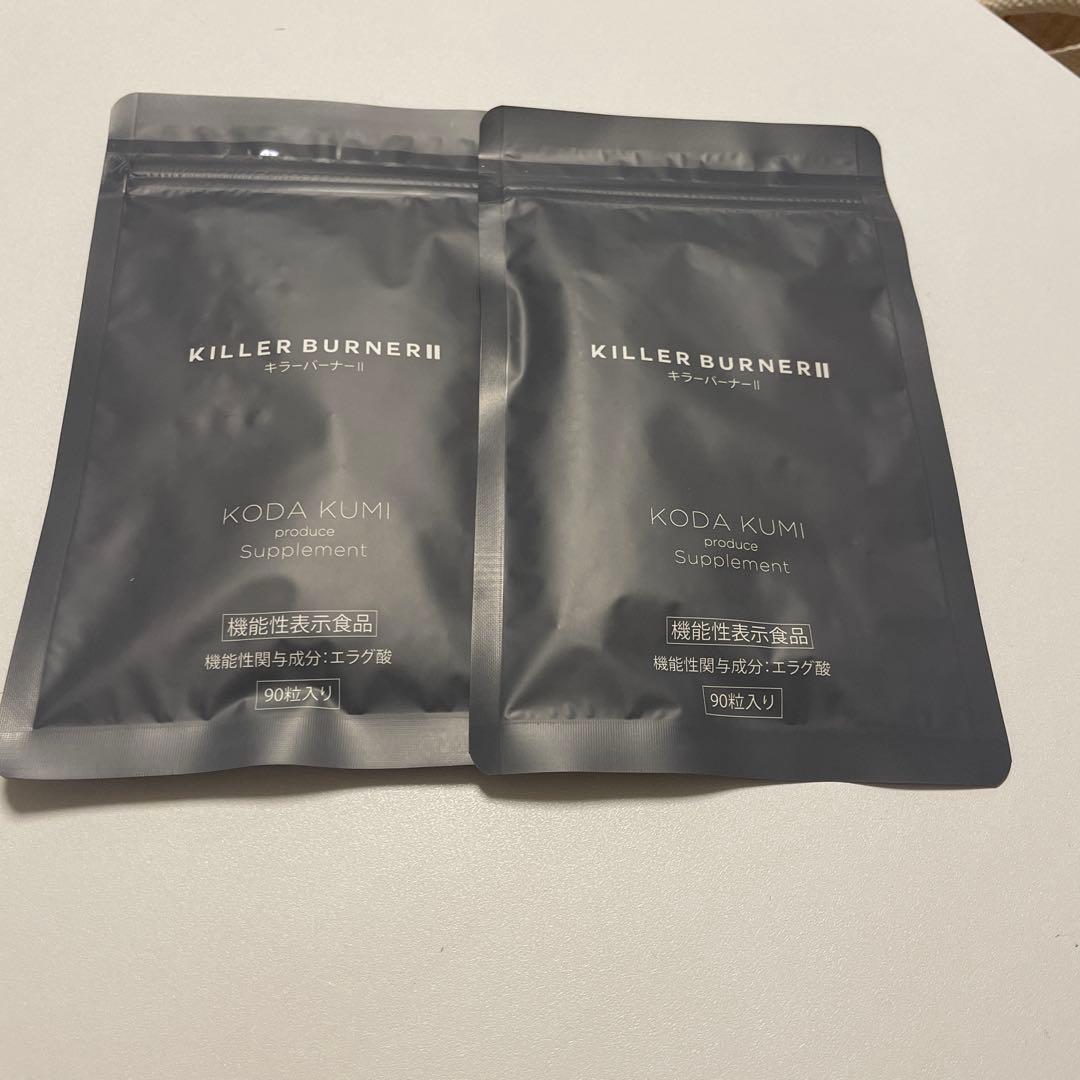 KILLER BURNERⅡ
キラーバーナーⅡ
KODA KUMI
produce
Supplement
機能性表示食品
機能性関与成分:エラグ酸
90粒入り
KILLER BURNERⅡ
キラーバーナーⅡ
KODA KUMI
produce
Supplement
機能性表示食品
機能性関与成分:エラグ酸
90粒入り